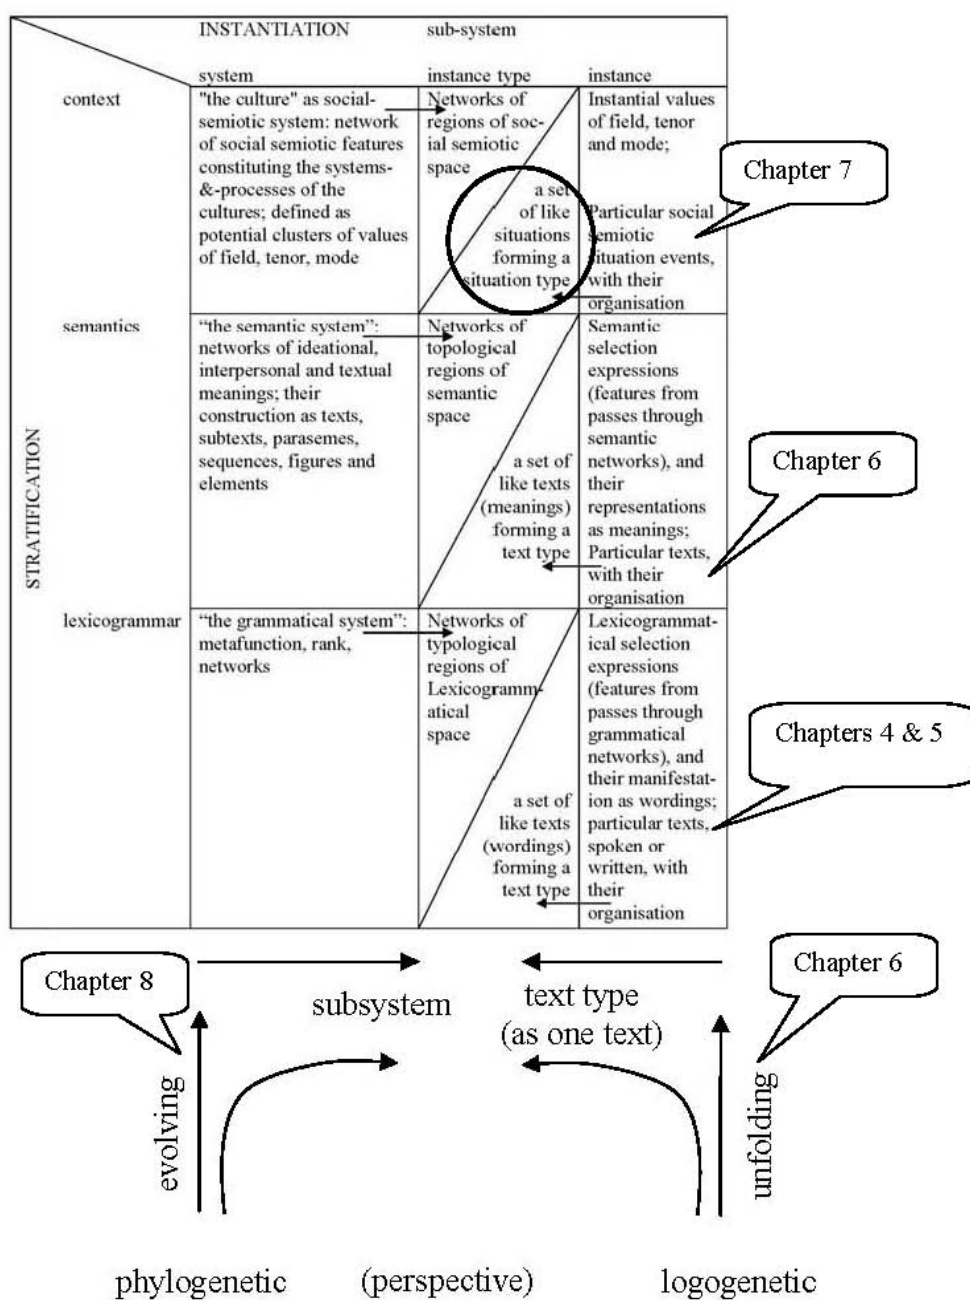 INSTANTIATION
sub-system
system
instance type
instance
STRATIFICATION
context
"the culture" as social-
semiotic system: network
of social semiotic features
constituting the systems-
&-processes of the
cultures; defined as
potential clusters of values
of field, tenor, mode
Networks of
regions of soc-
ial semiotic
space
a set
of like
situations
forming a
situation type
Instantial values
of field, tenor
and mode;
Particular social
semiotic
situation events,
with their
organisation
Chapter 7
semantics
“the semantic system”:
networks of ideational,
interpersonal and textual
meanings; their
construction as texts,
subtexts, parasemes,
sequences, figures and
elements
Networks of
topological
regions of
semantic
space
a set of
like texts
(meanings)
forming a
text type
Semantic
selection
expressions
(features from
passes through
semantic
networks), and
their
representations
as meanings;
Particular texts,
with their
organisation
Chapter 6
lexicogrammar
“the grammatical system”:
metafunction, rank,
networks
Networks of
typological
regions of
Lexicogramm-
atical
space
a set of
like texts
(wordings)
forming a
text type
Lexicogrammat-
ical selection
expressions
(features from
passes through
grammatical
networks), and
their manifestat-
ion as wordings;
particular texts,
spoken or
written, with
their
organisation
Chapters 4 & 5
Chapter 8
subsystem
text type
(as one text)
Chapter 6
evolving
unfolding
phylogenetic
(perspective)
logogenetic